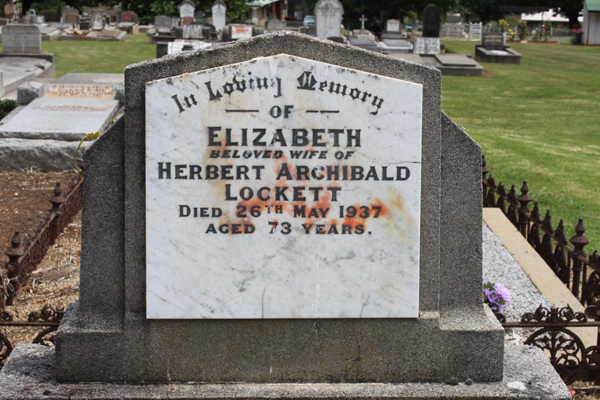 In Loving Memory
OF
ELIZABETH
BELOVED WIFE OF
HERBERT ARCHIBALD
LOCKETT
DIED 26TH MAY 1937
AGED 73 YEARS.